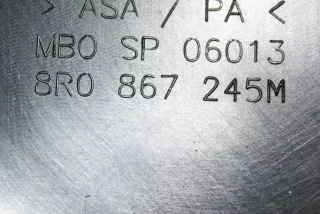 > ASA / PA <
MBO SP 06013
8R0 867 245M